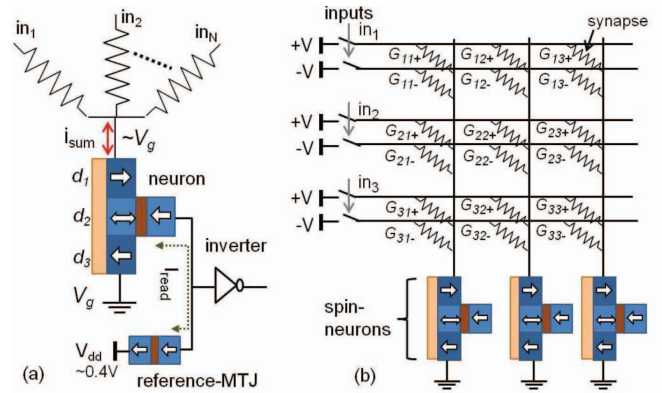 (a)
in1
in2
inN
isum
~Vg
d1
neuron
d2
inverter
d3
Iread
Vg
Vdd
~0.4V
reference-MTJ
(b)
inputs
synapse
in1
+V
G11+ G12+ G13+
-V
G11- G12- G13-
in2
+V
G21+ G22+ G23+
-V
G21- G22- G23-
in3
+V
G31+ G32+ G33+
-V
G31- G32- G33-
spin-
neurons